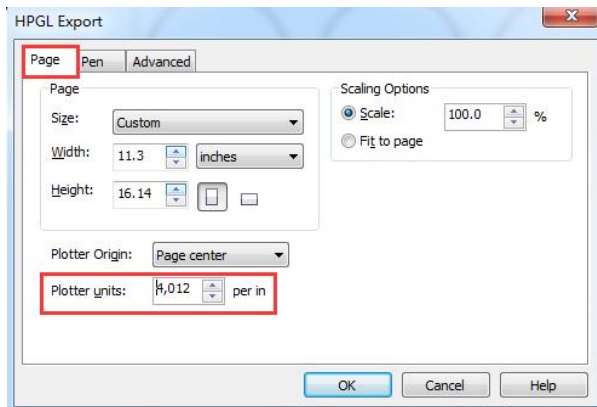 HPGL Export
Page Pen Advanced
Page
Size: Custom
Width: 11.3 inches
Height: 16.14
Scaling Options
Scale: 100.0 %
Fit to page
Plotter Origin: Page center
Plotter units: 4,012 per in
OK Cancel Help